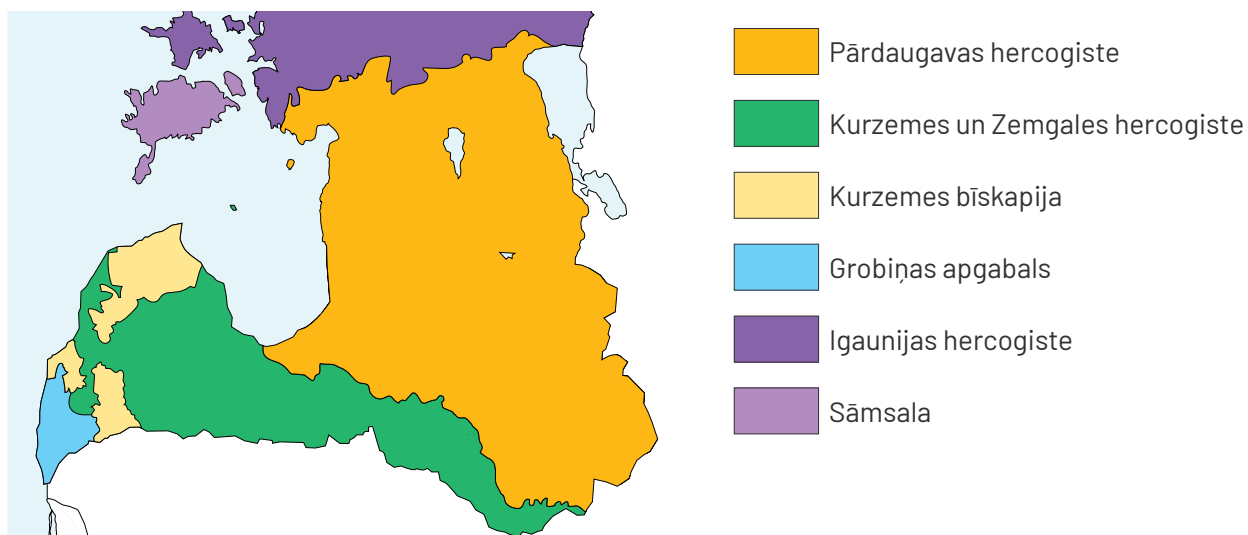 Pārdaugavas hercogiste
Kurzemes un Zemgales hercogiste
Kurzemes bīskapija
Grobiņas apgabals
Igaunijas hercogiste
Sāmsala